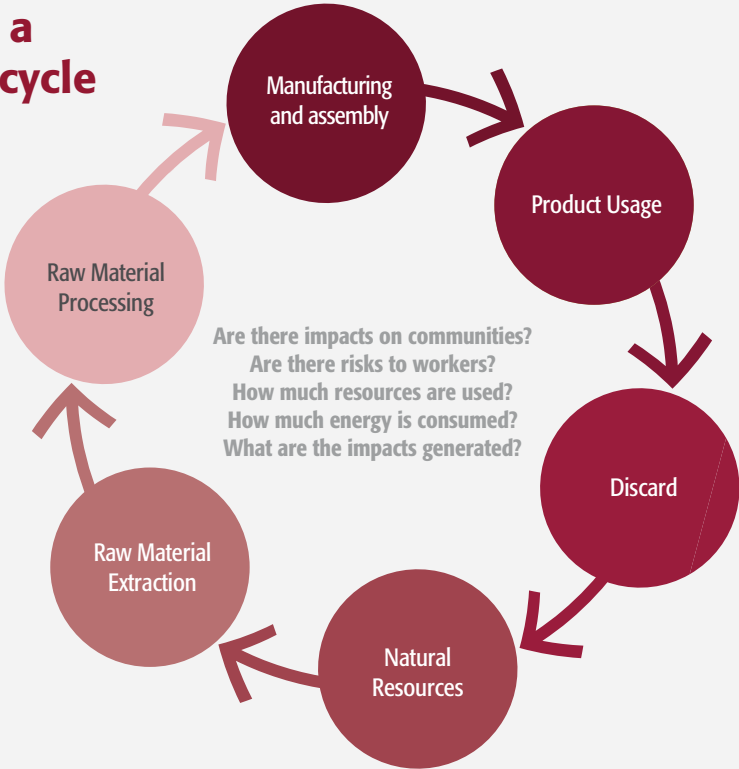 a
cycle
Manufacturing
and assembly
Product Usage
Raw Material
Processing
Are there impacts on communities?
Are there risks to workers?
How much resources are used?
How much energy is consumed?
What are the impacts generated?
Discard
Raw Material
Extraction
Natural
Resources